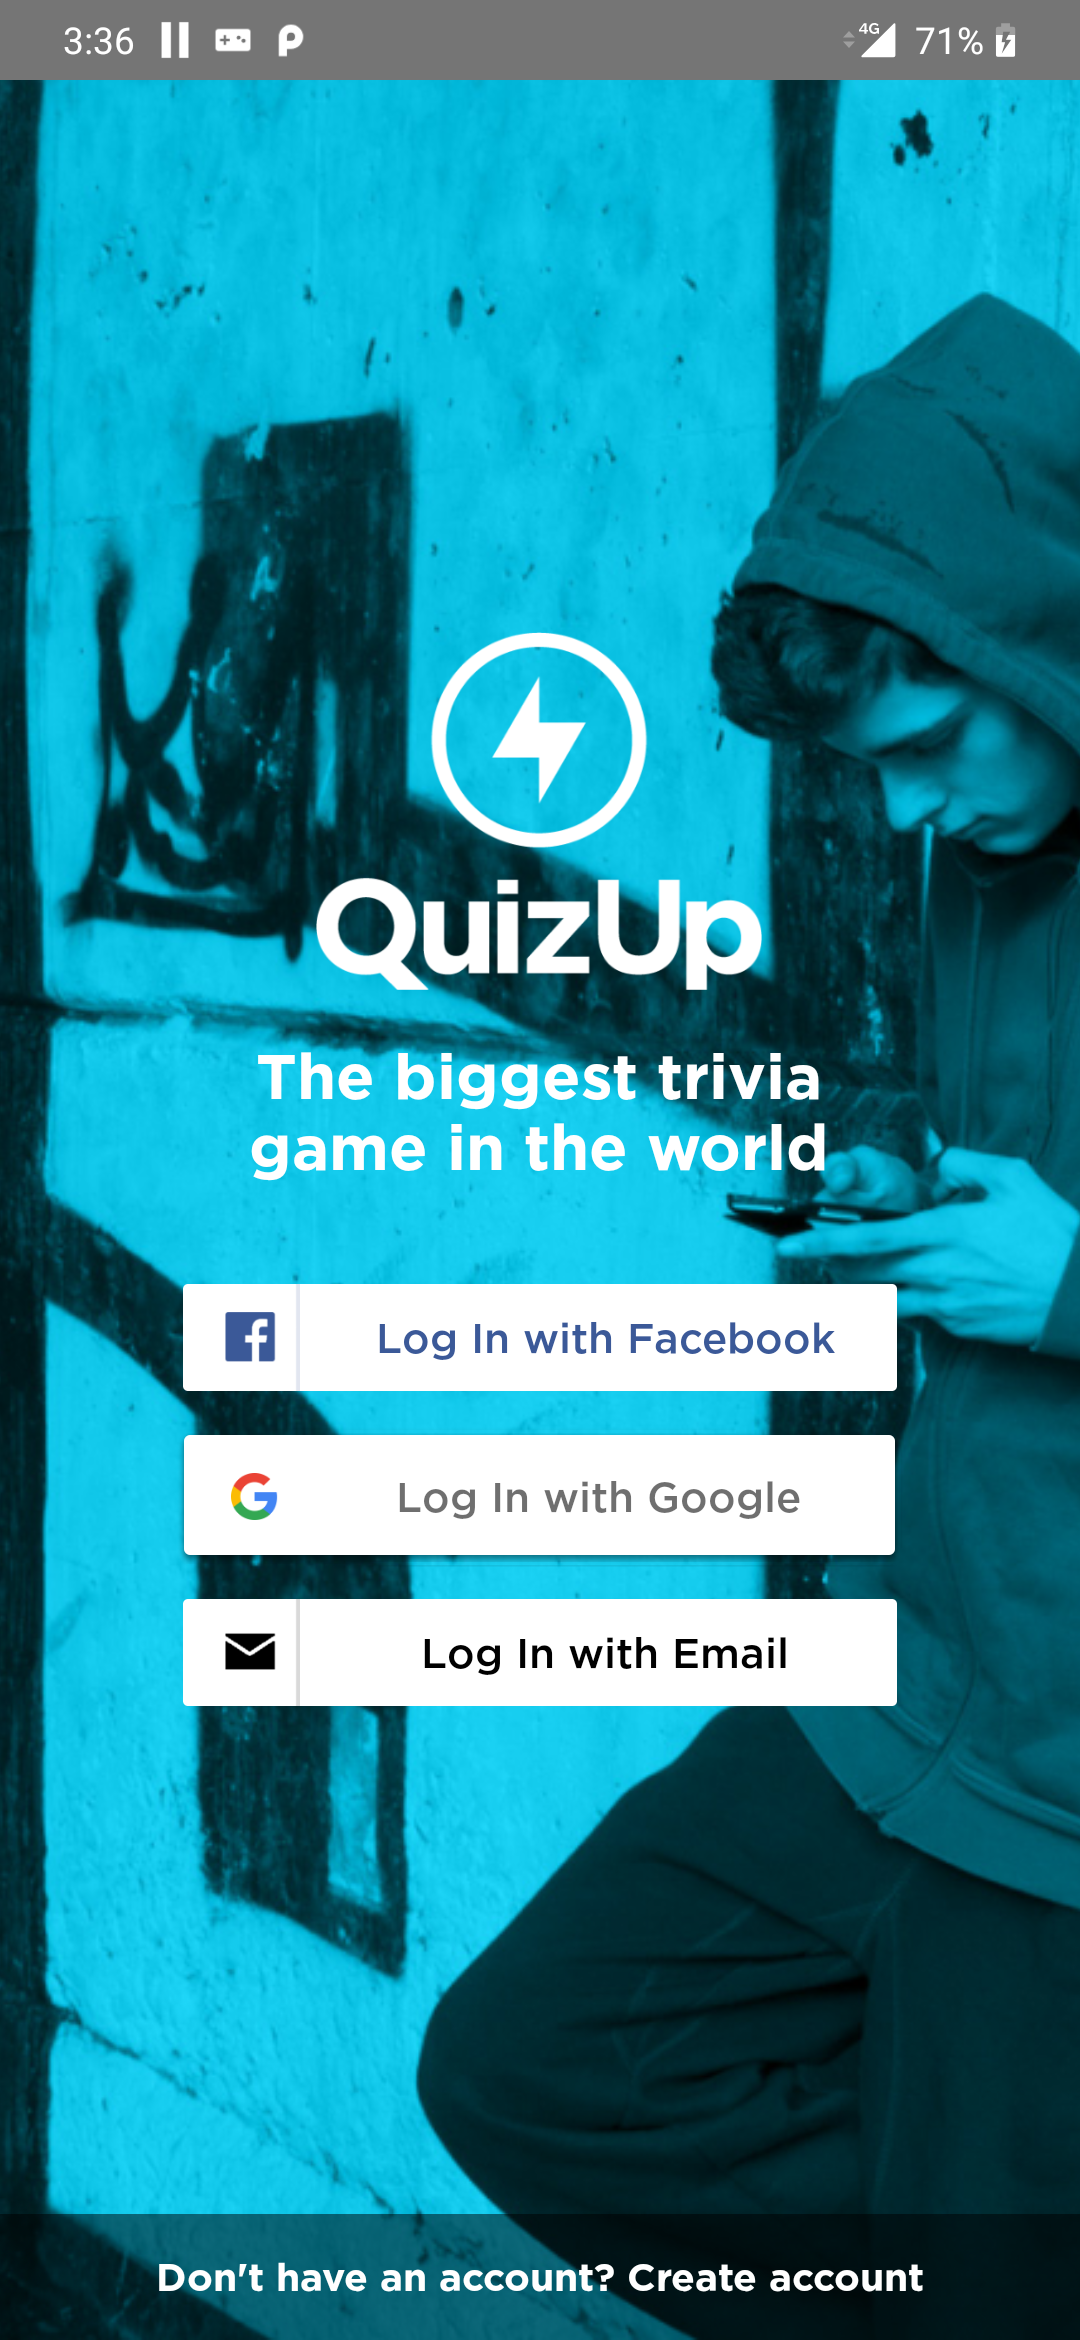 3:36 4G 71%
QuizUp
The biggest trivia
game in the world
Log In with Facebook
Log In with Google
Log In with Email
Don't have an account? Create account